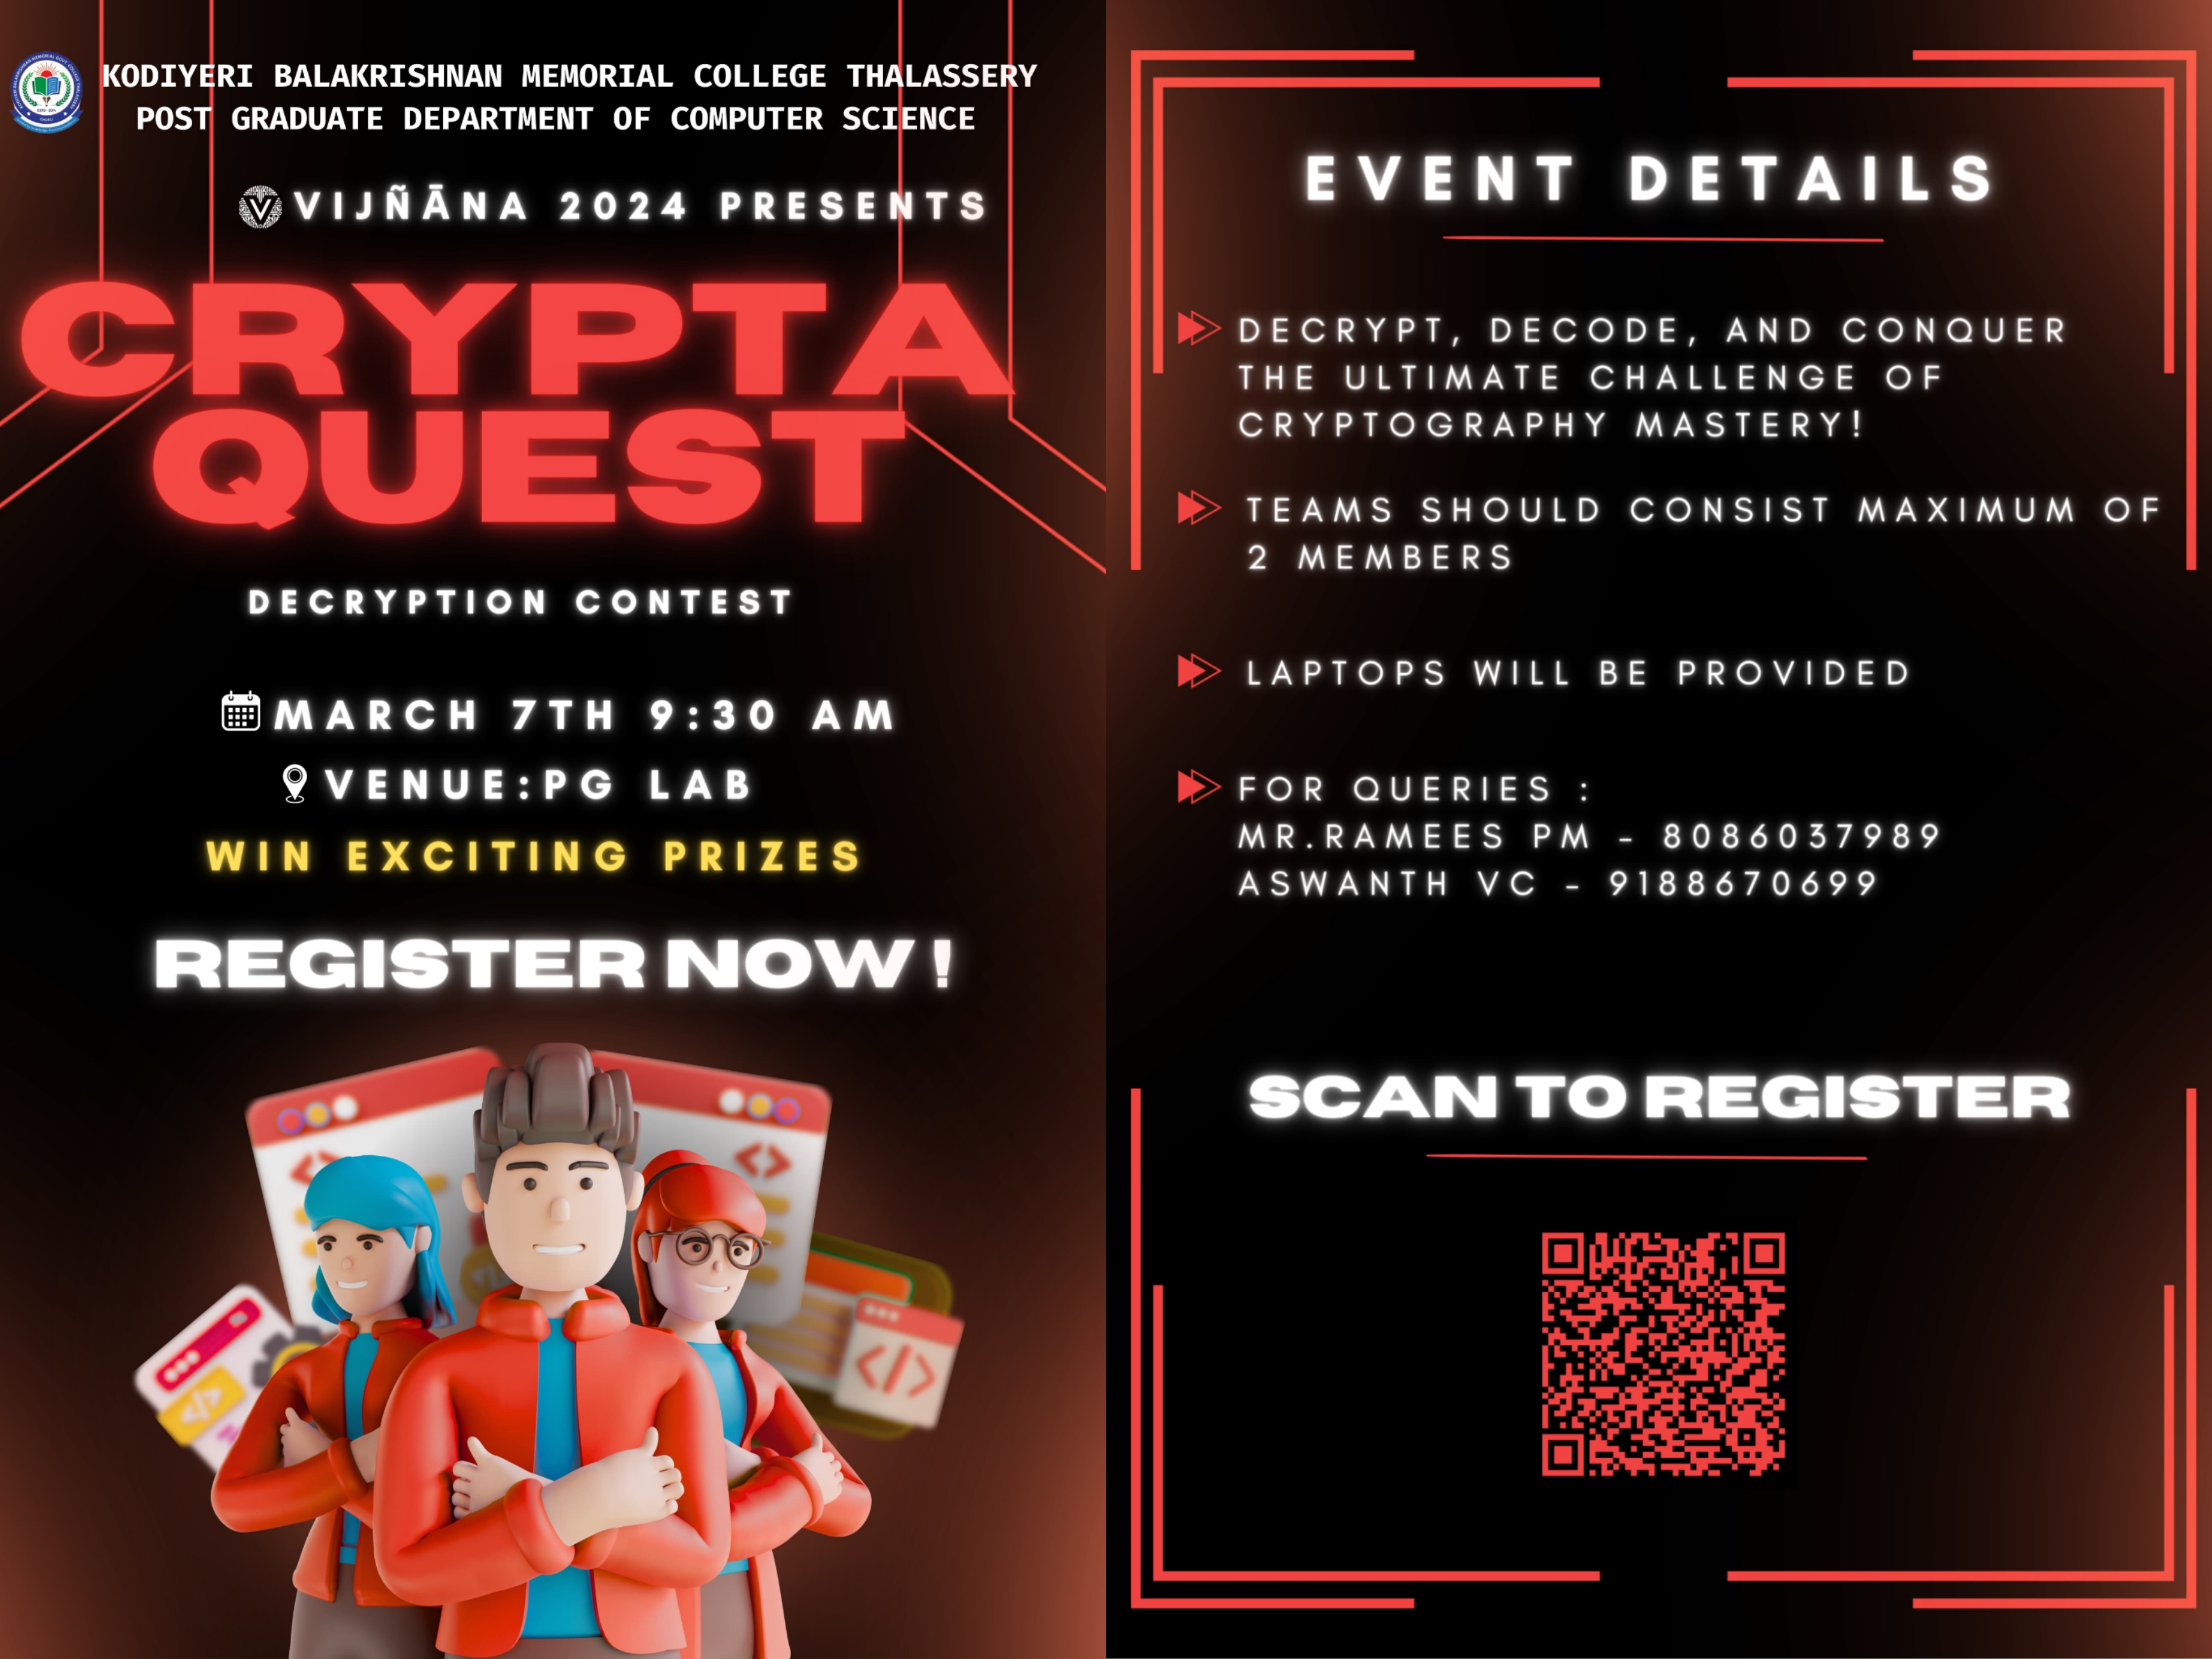 KODIYERI BALAKRISHNAN MEMORIAL COLLEGE THALASSERY
POST GRADUATE DEPARTMENT OF COMPUTER SCIENCE
VIJÑĀNA 2024 PRESENTS
CRYPTA
QUEST
DECRYPTION CONTEST
MARCH 7TH 9:30 AM
VENUE:PG LAB
WIN EXCITING PRIZES
REGISTER NOW!
EVENT DETAILS
DECRYPT, DECODE, AND CONQUER
THE ULTIMATE CHALLENGE OF
CRYPTOGRAPHY MASTERY!
TEAMS SHOULD CONSIST MAXIMUM OF
2 MEMBERS
LAPTOPS WILL BE PROVIDED
FOR QUERIES :
MR.RAMEES PM - 8086037989
ASWANTH VC - 9188670699
SCAN TO REGISTER